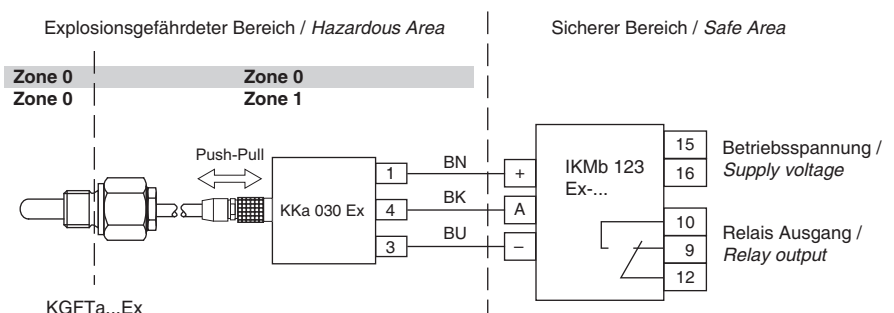 Explosionsgefährdeter Bereich / Hazardous Area
Sicherer Bereich / Safe Area
Zone 0 Zone 0
Zone 0 Zone 1
Push-Pull
KKa 030 Ex
1 BN +
4 BK A
3 BU –
IKMb 123
Ex-...
15
16
Betriebsspannung /
Supply voltage
10
9
12
Relais Ausgang /
Relay output
KGFTa...Ex